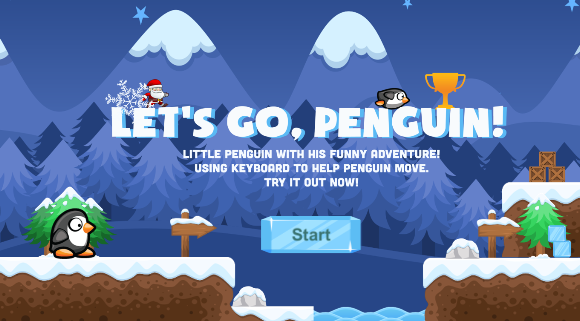 LET'S GO, PENGUIN!
LITTLE PENGUIN WITH HIS FUNNY ADVENTURE!
USING KEYBOARD TO HELP PENGUIN MOVE.
TRY IT OUT NOW!
Start